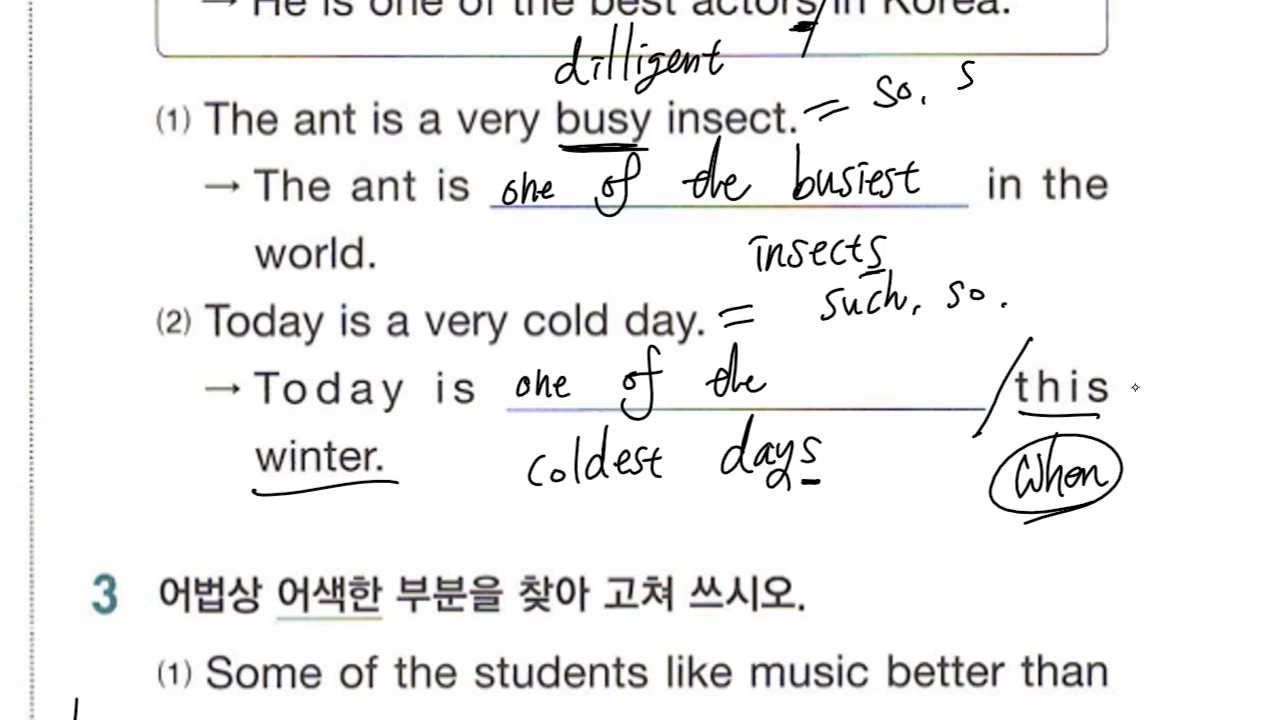 → He is one of the best actors in Korea.
dilligent
(1) The ant is a very busy insect. = so, s
→ The ant is one of the busiest in the
world. insects
such, so.
(2) Today is a very cold day. =
→ Today is one of the / this
winter. coldest days when
3 어법상 어색한 부분을 찾아 고쳐 쓰시오.
(1) Some of the students like music better than